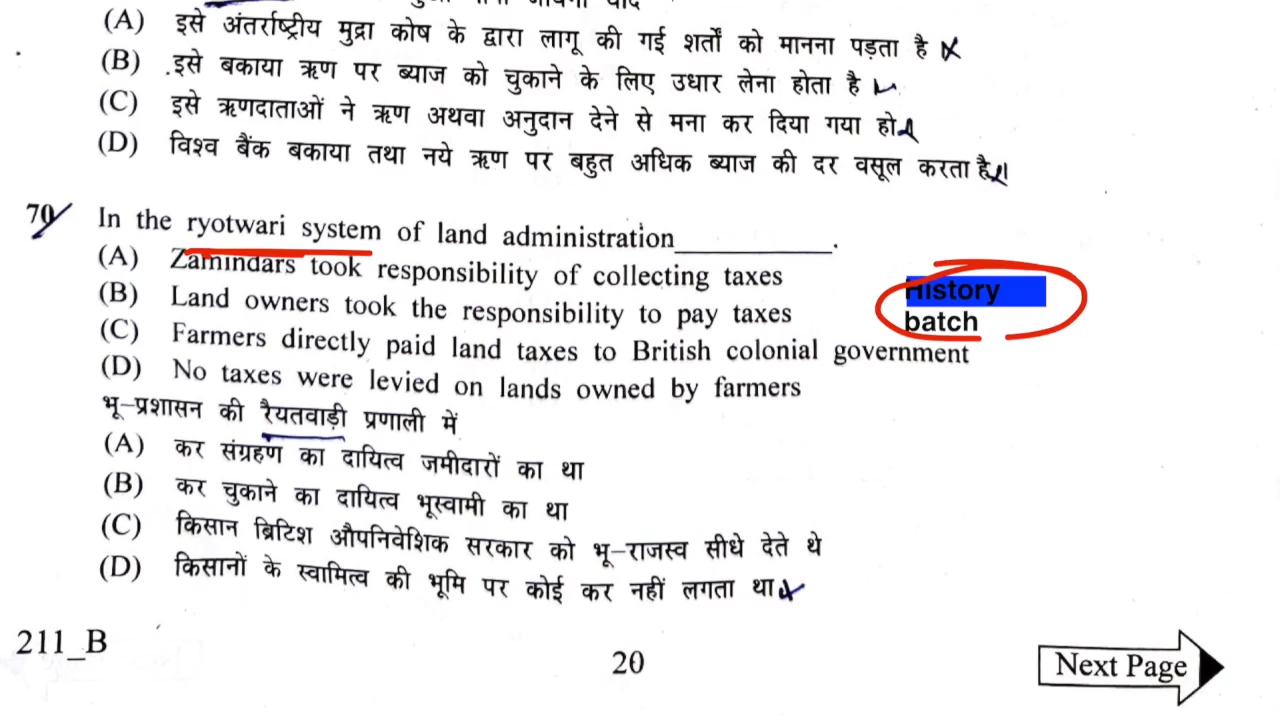 (A) इसे अंतर्राष्ट्रीय मुद्रा कोष के द्वारा लागू की गई शर्तों को मानना पड़ता है
(B) इसे बकाया ऋण पर ब्याज को चुकाने के लिए उधार लेना होता है
(C) इसे ऋणदाताओं ने ऋण अथवा अनुदान देने से मना कर दिया गया हो
(D) विश्व बैंक बकाया तथा नये ऋण पर बहुत अधिक ब्याज की दर वसूल करता है।
70 In the ryotwari system of land administration__________.
(A) Zamindars took responsibility of collecting taxes
(B) Land owners took the responsibility to pay taxes
(C) Farmers directly paid land taxes to British colonial government
(D) No taxes were levied on lands owned by farmers
History
batch
भू-प्रशासन की रैयतवाड़ी प्रणाली में
(A) कर संग्रहण का दायित्व जमीदारों का था
(B) कर चुकाने का दायित्व भूस्वामी का था
(C) किसान ब्रिटिश औपनिवेशिक सरकार को भू-राजस्व सीधे देते थे
(D) किसानों के स्वामित्व की भूमि पर कोई कर नहीं लगता था
211_B
20
Next Page